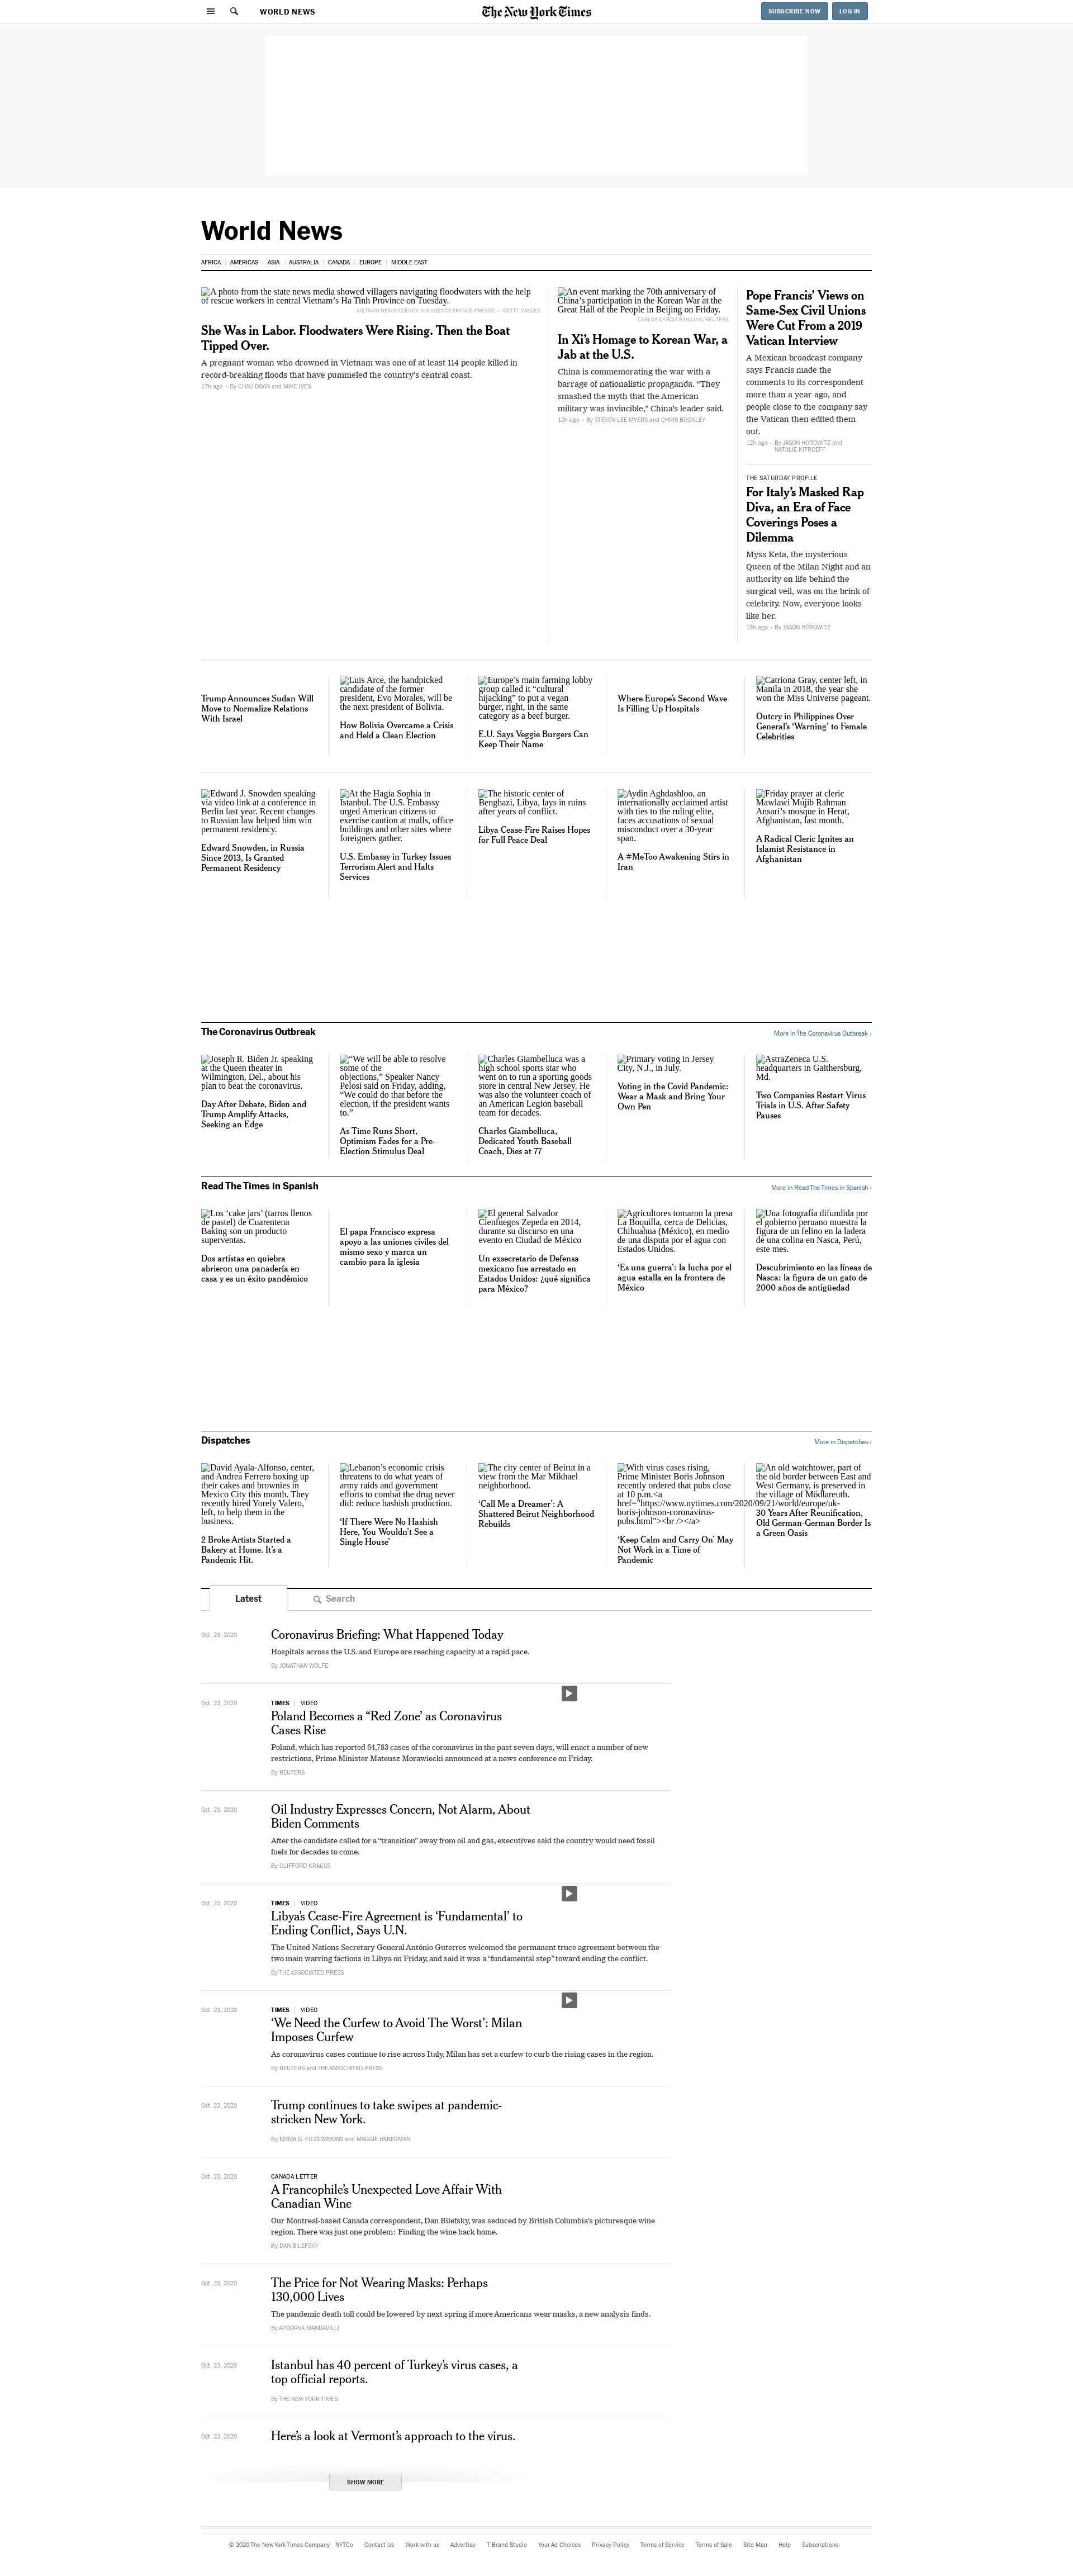 WORLD NEWS
The New York Times
SUBSCRIBE NOW
LOG IN
World News
AFRICA
AMERICAS
ASIA
AUSTRALIA
CANADA
EUROPE
MIDDLE EAST
A photo from the state news media showed villagers navigating floodwaters with the help
of rescue workers in central Vietnam’s Ha Tinh Province on Tuesday.
VIETNAM NEWS AGENCY, VIA AGENCE FRANCE-PRESSE — GETTY IMAGES
She Was in Labor. Floodwaters Were Rising. Then the Boat
Tipped Over.
A pregnant woman who drowned in Vietnam was one of at least 114 people killed in
record-breaking floods that have pummeled the country’s central coast.
17h ago · By CHAU DOAN and MIKE IVES
An event marking the 70th anniversary of
China’s participation in the Korean War at the
Great Hall of the People in Beijing on Friday.
CARLOS GARCIA RAWLINS/REUTERS
In Xi’s Homage to Korean War, a
Jab at the U.S.
China is commemorating the war with a
barrage of nationalistic propaganda. “They
smashed the myth that the American
military was invincible,” China’s leader said.
12h ago · By STEVEN LEE MYERS and CHRIS BUCKLEY
Pope Francis’ Views on
Same-Sex Civil Unions
Were Cut From a 2019
Vatican Interview
A Mexican broadcast company
says Francis made the
comments to its correspondent
more than a year ago, and
people close to the company say
the Vatican then edited them
out.
12h ago · By JASON HOROWITZ and
NATALIE KITROEFF
THE SATURDAY PROFILE
For Italy’s Masked Rap
Diva, an Era of Face
Coverings Poses a
Dilemma
Myss Keta, the mysterious
Queen of the Milan Night and an
authority on life behind the
surgical veil, was on the brink of
celebrity. Now, everyone looks
like her.
18h ago · By JASON HOROWITZ
Trump Announces Sudan Will
Move to Normalize Relations
With Israel
Luis Arce, the handpicked
candidate of the former
president, Evo Morales, will be
the next president of Bolivia.
How Bolivia Overcame a Crisis
and Held a Clean Election
Europe’s main farming lobby
group called it “cultural
hijacking” to put a vegan
burger, right, in the same
category as a beef burger.
E.U. Says Veggie Burgers Can
Keep Their Name
Where Europe’s Second Wave
Is Filling Up Hospitals
Catriona Gray, center left, in
Manila in 2018, the year she
won the Miss Universe pageant.
Outcry in Philippines Over
General’s ‘Warning’ to Female
Celebrities
Edward J. Snowden speaking
via video link at a conference in
Berlin last year. Recent changes
to Russian law helped him win
permanent residency.
Edward Snowden, in Russia
Since 2013, Is Granted
Permanent Residency
At the Hagia Sophia in
Istanbul. The U.S. Embassy
urged American citizens to
exercise caution at malls, office
buildings and other sites where
foreigners gather.
U.S. Embassy in Turkey Issues
Terrorism Alert and Halts
Services
The historic center of
Benghazi, Libya, lays in ruins
after years of conflict.
Libya Cease-Fire Raises Hopes
for Full Peace Deal
Aydin Aghdashloo, an
internationally acclaimed artist
with ties to the ruling elite,
faces accusations of sexual
misconduct over a 30-year
span.
A #MeToo Awakening Stirs in
Iran
Friday prayer at cleric
Mawlawi Mujib Rahman
Ansari’s mosque in Herat,
Afghanistan, last month.
A Radical Cleric Ignites an
Islamist Resistance in
Afghanistan
The Coronavirus Outbreak
More in The Coronavirus Outbreak ›
Joseph R. Biden Jr. speaking
at the Queen theater in
Wilmington, Del., about his
plan to beat the coronavirus.
Day After Debate, Biden and
Trump Amplify Attacks,
Seeking an Edge
“We will be able to resolve
some of the
objections,” Speaker Nancy
Pelosi said on Friday, adding,
“We could do that before the
election, if the president wants
to.”
As Time Runs Short,
Optimism Fades for a Pre-
Election Stimulus Deal
Charles Giambelluca was a
high school sports star who
went on to run a sporting goods
store in central New Jersey. He
was also the volunteer coach of
an American Legion baseball
team for decades.
Charles Giambelluca,
Dedicated Youth Baseball
Coach, Dies at 77
Primary voting in Jersey
City, N.J., in July.
Voting in the Covid Pandemic:
Wear a Mask and Bring Your
Own Pen
AstraZeneca U.S.
headquarters in Gaithersburg,
Md.
Two Companies Restart Virus
Trials in U.S. After Safety
Pauses
Read The Times in Spanish
More in Read The Times in Spanish ›
Los ‘cake jars’ (tarros llenos
de pastel) de Cuarentena
Baking son un producto
superventas.
Dos artistas en quiebra
abrieron una panadería en
casa y es un éxito pandémico
El papa Francisco expresa
apoyo a las uniones civiles del
mismo sexo y marca un
cambio para la iglesia
El general Salvador
Cienfuegos Zepeda en 2014,
durante su discurso en una
evento en Ciudad de México
Un exsecretario de Defensa
mexicano fue arrestado en
Estados Unidos: ¿qué significa
para México?
Agricultores tomaron la presa
La Boquilla, cerca de Delicias,
Chihuahua (México), en medio
de una disputa por el agua con
Estados Unidos.
‘Es una guerra’: la lucha por el
agua estalla en la frontera de
México
Una fotografía difundida por
el gobierno peruano muestra la
figura de un felino en la ladera
de una colina en Nasca, Perú,
este mes.
Descubrimiento en las líneas de
Nasca: la figura de un gato de
2000 años de antigüedad
Dispatches
More in Dispatches ›
David Ayala-Alfonso, center,
and Andrea Ferrero boxing up
their cakes and brownies in
Mexico City this month. They
recently hired Yorely Valero,
left, to help them in the
business.
2 Broke Artists Started a
Bakery at Home. It’s a
Pandemic Hit.
Lebanon’s economic crisis
threatens to do what years of
army raids and government
efforts to combat the drug never
did: reduce hashish production.
‘If There Were No Hashish
Here, You Wouldn’t See a
Single House’
The city center of Beirut in a
view from the Mar Mikhael
neighborhood.
‘Call Me a Dreamer’: A
Shattered Beirut Neighborhood
Rebuilds
With virus cases rising,
Prime Minister Boris Johnson
recently ordered that pubs close
at 10 p.m.<a
href="https://www.nytimes.com/2020/09/21/world/europe/uk-
boris-johnson-coronavirus-
pubs.html"><br /></a>
‘Keep Calm and Carry On’ May
Not Work in a Time of
Pandemic
An old watchtower, part of
the old border between East and
West Germany, is preserved in
the village of Mödlareuth.
30 Years After Reunification,
Old German-German Border Is
a Green Oasis
Latest
Search
Oct. 23, 2020
Coronavirus Briefing: What Happened Today
Hospitals across the U.S. and Europe are reaching capacity at a rapid pace.
By JONATHAN WOLFE
Oct. 23, 2020
TIMES | VIDEO
Poland Becomes a “Red Zone’ as Coronavirus
Cases Rise
Poland, which has reported 64,783 cases of the coronavirus in the past seven days, will enact a number of new
restrictions, Prime Minister Mateusz Morawiecki announced at a news conference on Friday.
By REUTERS
Oct. 23, 2020
Oil Industry Expresses Concern, Not Alarm, About
Biden Comments
After the candidate called for a “transition” away from oil and gas, executives said the country would need fossil
fuels for decades to come.
By CLIFFORD KRAUSS
Oct. 23, 2020
TIMES | VIDEO
Libya’s Cease-Fire Agreement is ‘Fundamental’ to
Ending Conflict, Says U.N.
The United Nations Secretary General António Guterres welcomed the permanent truce agreement between the
two main warring factions in Libya on Friday, and said it was a “fundamental step” toward ending the conflict.
By THE ASSOCIATED PRESS
Oct. 23, 2020
TIMES | VIDEO
‘We Need the Curfew to Avoid The Worst’: Milan
Imposes Curfew
As coronavirus cases continue to rise across Italy, Milan has set a curfew to curb the rising cases in the region.
By REUTERS and THE ASSOCIATED PRESS
Oct. 23, 2020
Trump continues to take swipes at pandemic-
stricken New York.
By EMMA G. FITZSIMMONS and MAGGIE HABERMAN
Oct. 23, 2020
CANADA LETTER
A Francophile’s Unexpected Love Affair With
Canadian Wine
Our Montreal-based Canada correspondent, Dan Bilefsky, was seduced by British Columbia’s picturesque wine
region. There was just one problem: Finding the wine back home.
By DAN BILEFSKY
Oct. 23, 2020
The Price for Not Wearing Masks: Perhaps
130,000 Lives
The pandemic death toll could be lowered by next spring if more Americans wear masks, a new analysis finds.
By APOORVA MANDAVILLI
Oct. 23, 2020
Istanbul has 40 percent of Turkey’s virus cases, a
top official reports.
By THE NEW YORK TIMES
Oct. 23, 2020
Here’s a look at Vermont’s approach to the virus.
SHOW MORE
© 2020 The New York Times Company
NYTCo
Contact Us
Work with us
Advertise
T Brand Studio
Your Ad Choices
Privacy Policy
Terms of Service
Terms of Sale
Site Map
Help
Subscriptions